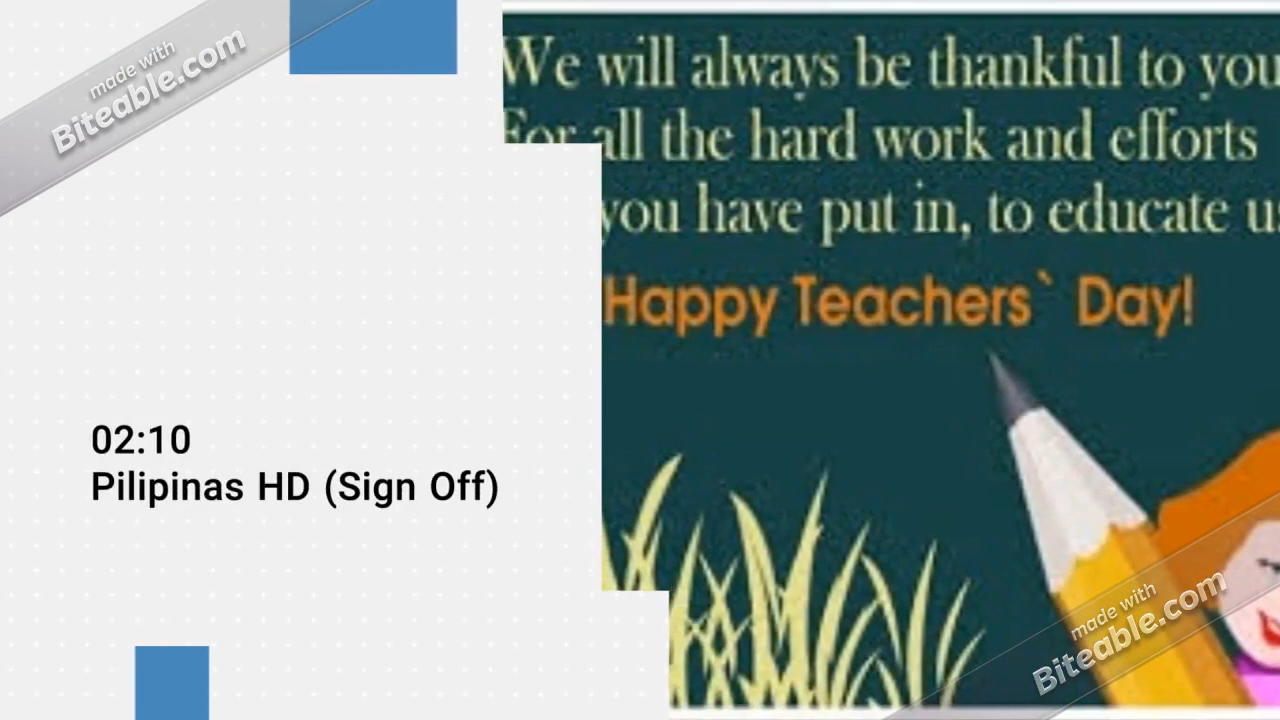 made with
Biteable.com
We will always be thankful to you
For all the hard work and efforts
you have put in, to educate us
Happy Teachers` Day!
02:10
Pilipinas HD (Sign Off)
made with
Biteable.com